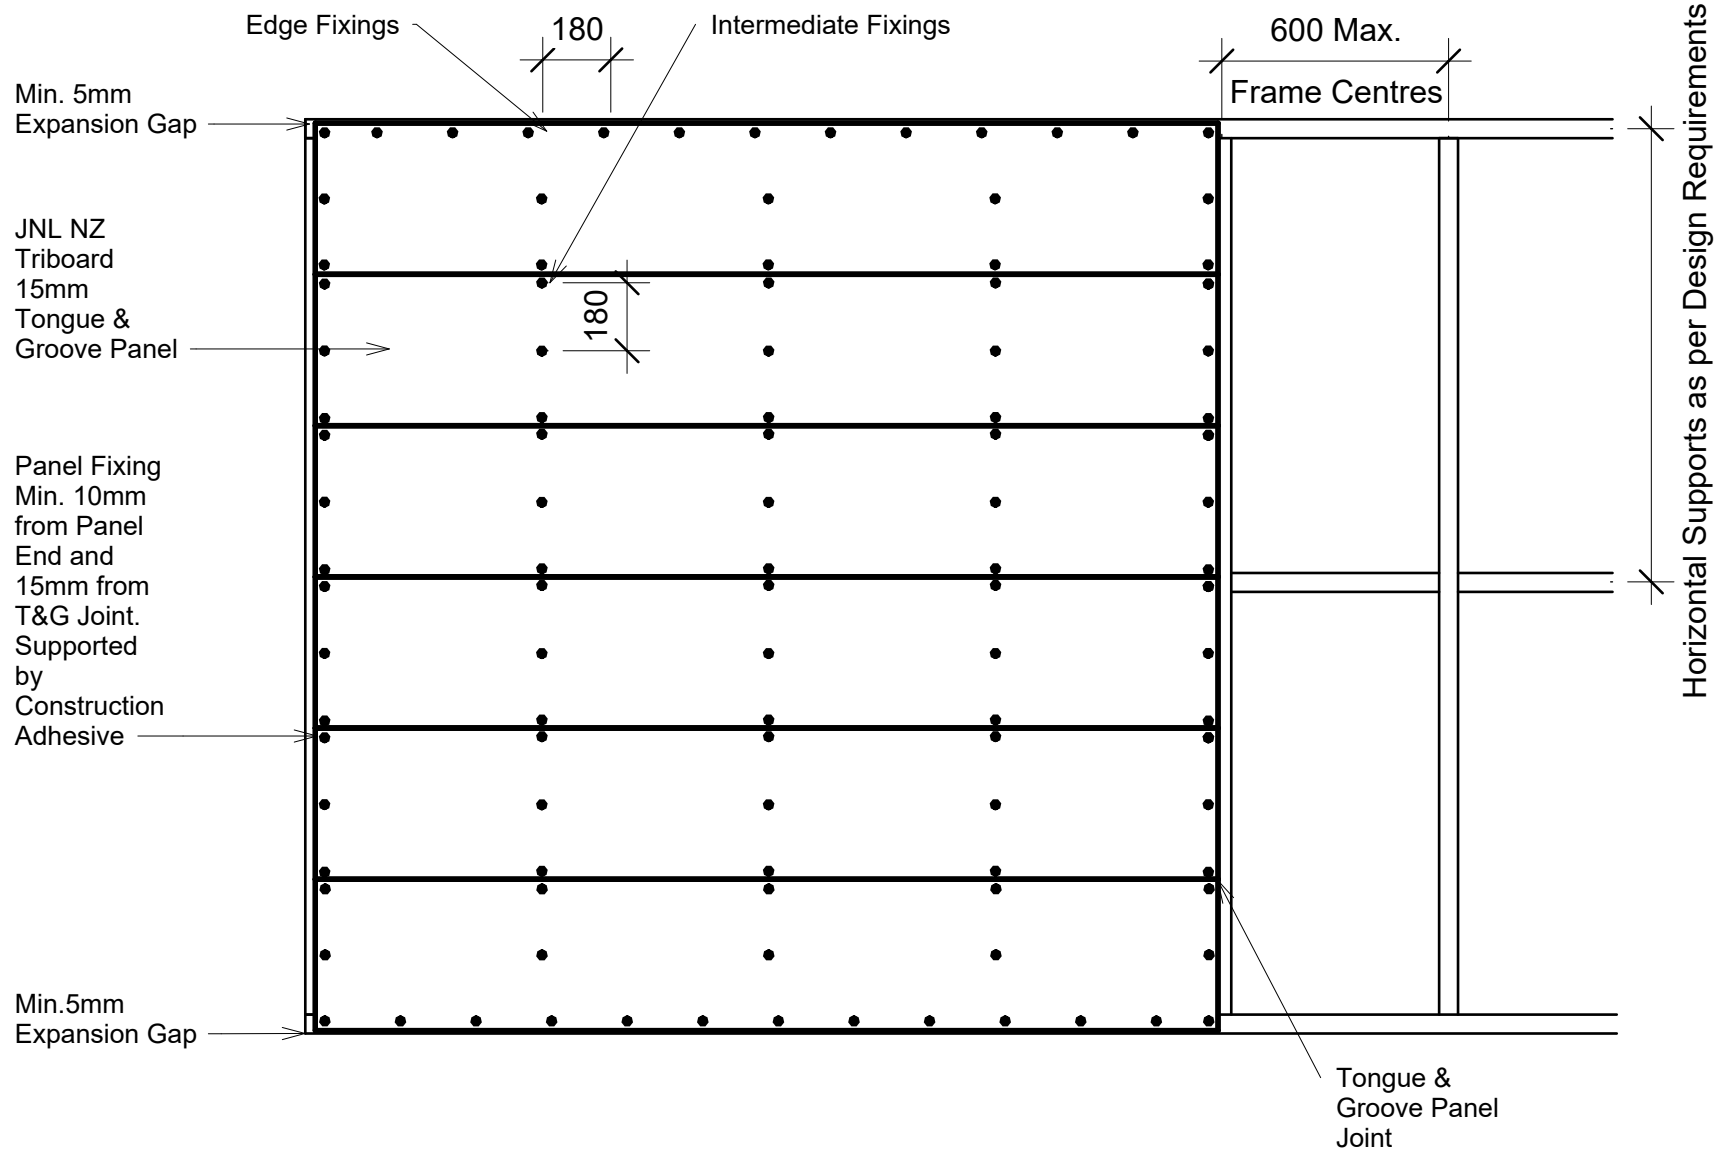 Edge Fixings
180
Intermediate Fixings
600 Max.
Frame Centres
Min. 5mm
Expansion Gap
JNL NZ
Triboard
15mm
Tongue &
Groove Panel
180
Horizontal Supports as per Design Requirements
Panel Fixing
Min. 10mm
from Panel
End and
15mm from
T&G Joint.
Supported
by
Construction
Adhesive
Min.5mm
Expansion Gap
Tongue &
Groove Panel
Joint